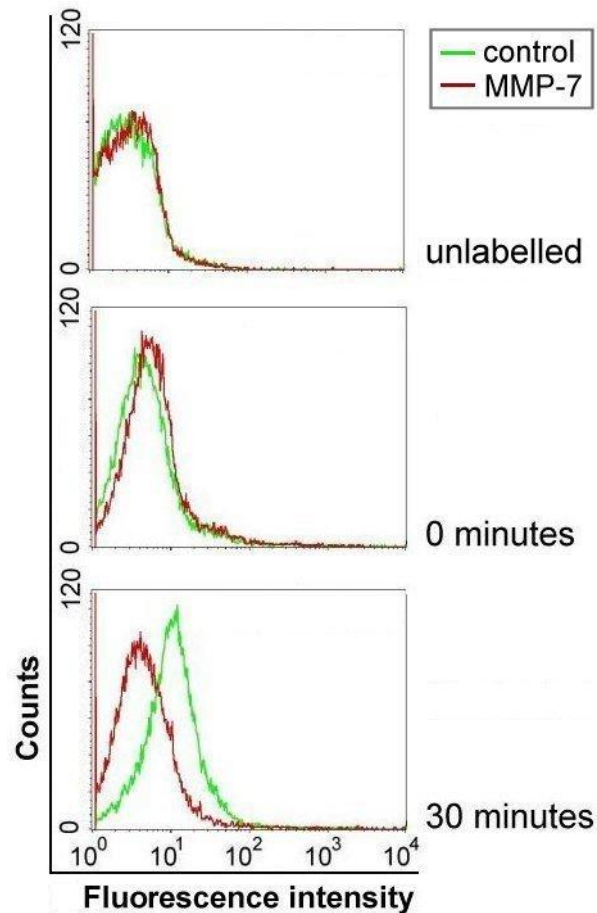 120
0
control
MMP-7
unlabelled
120
0
0 minutes
120
0
30 minutes
Counts
10^0 10^1 10^2 10^3 10^4
Fluorescence intensity